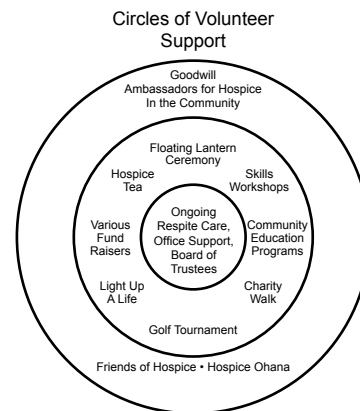 Circles of Volunteer
Support
Goodwill
Ambassadors for Hospice
In the Community
Floating Lantern
Ceremony
Hospice
Tea
Skills
Workshops
Ongoing
Respite Care,
Office Support,
Board of
Trustees
Various
Fund
Raisers
Community
Education
Programs
Light Up
A Life
Charity
Walk
Golf Tournament
Friends of Hospice • Hospice Ohana